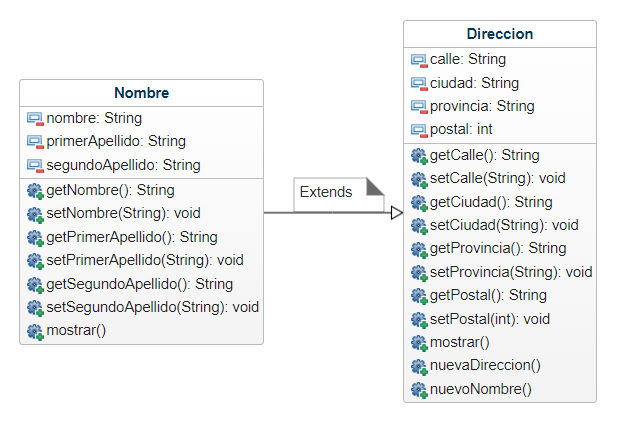 Nombre
nombre: String
primerApellido: String
segundoApellido: String
getNombre(): String
setNombre(String): void
getPrimerApellido(): String
setPrimerApellido(String): void
getSegundoApellido(): String
setSegundoApellido(String): void
mostrar()
Extends
Direccion
calle: String
ciudad: String
provincia: String
postal: int
getCalle(): String
setCalle(String): void
getCiudad(): String
setCiudad(String): void
getProvincia(): String
setProvincia(String): void
getPostal(): String
setPostal(int): void
mostrar()
nuevaDireccion()
nuevoNombre()